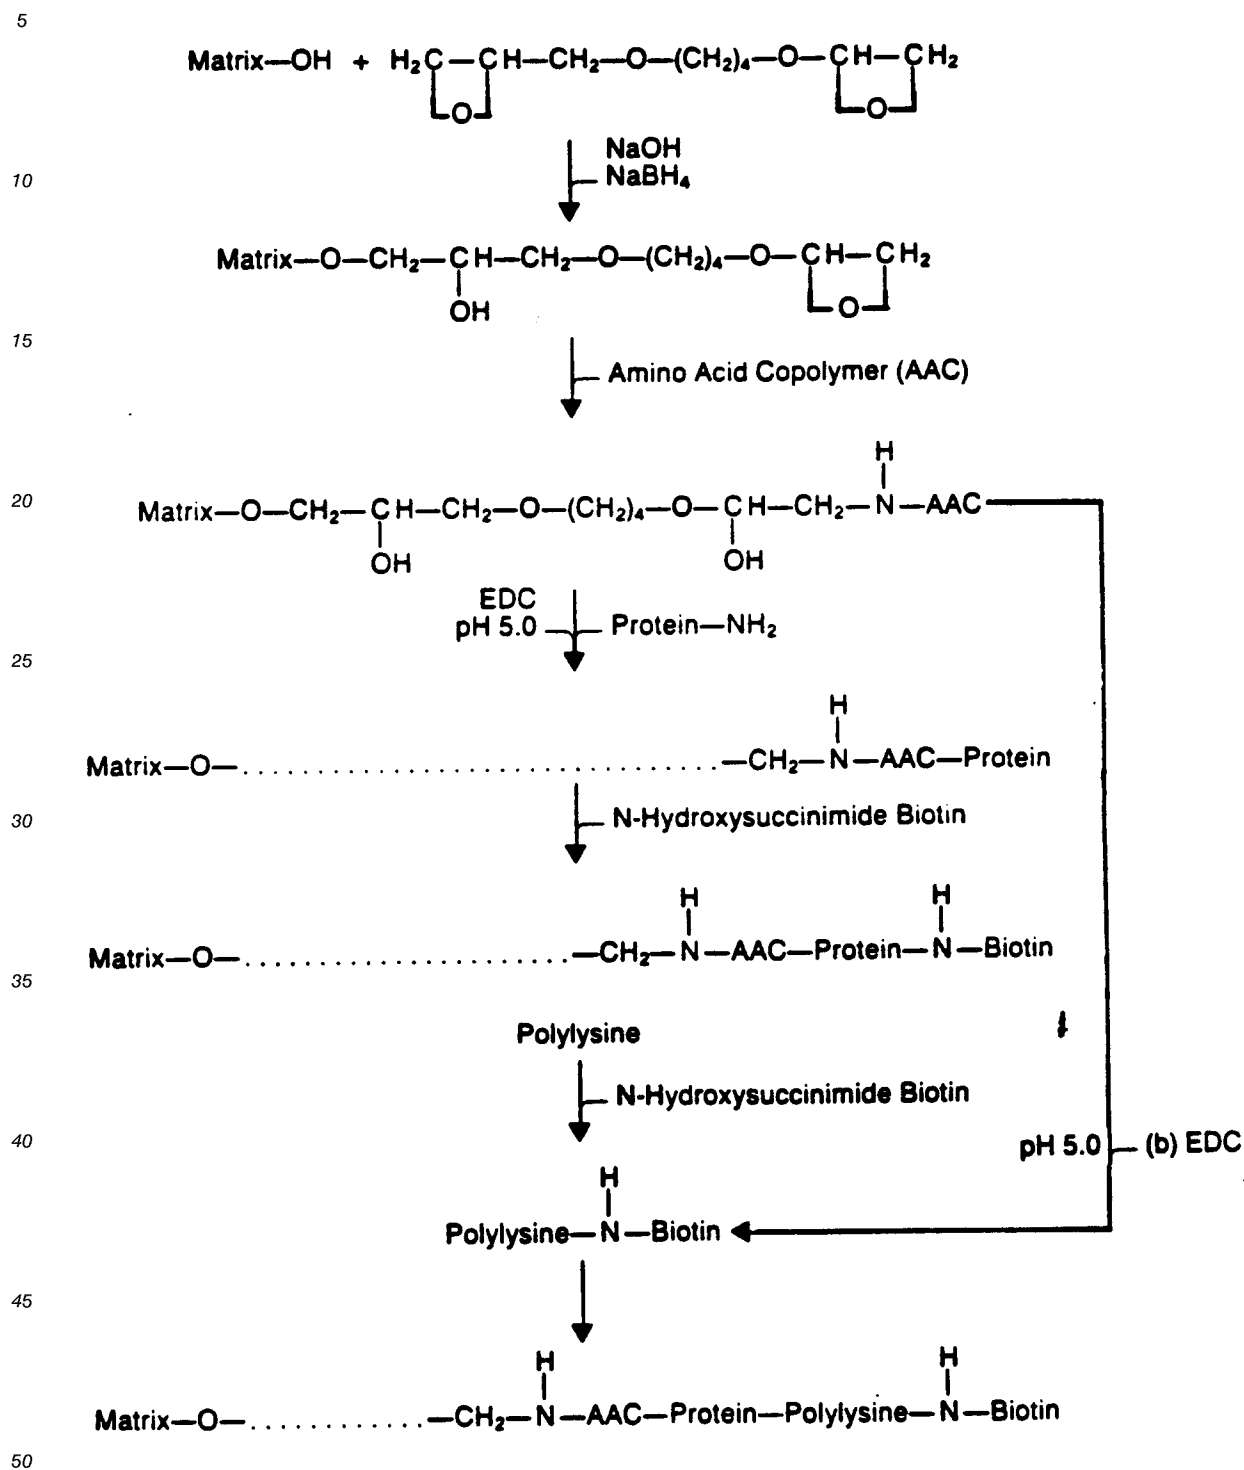 5
Matrix—OH + H₂C—CH—CH₂—O—(CH₂)₄—O—CH—CH₂
O O
NaOH
10
NaBH₄
Matrix—O—CH₂—CH—CH₂—O—(CH₂)₄—O—CH—CH₂
OH O
15
Amino Acid Copolymer (AAC)
H
20
Matrix—O—CH₂—CH—CH₂—O—(CH₂)₄—O—CH—CH₂—N—AAC
OH OH
EDC
pH 5.0 Protein—NH₂
25
H
Matrix—O—..............................—CH₂—N—AAC—Protein
30
N-Hydroxysuccinimide Biotin
H H
Matrix—O—.....................—CH₂—N—AAC—Protein—N—Biotin
35
Polylysine
N-Hydroxysuccinimide Biotin
40
pH 5.0 (b) EDC
H
Polylysine—N—Biotin
45
H H
Matrix—O—............—CH₂—N—AAC—Protein—Polylysine—N—Biotin
50